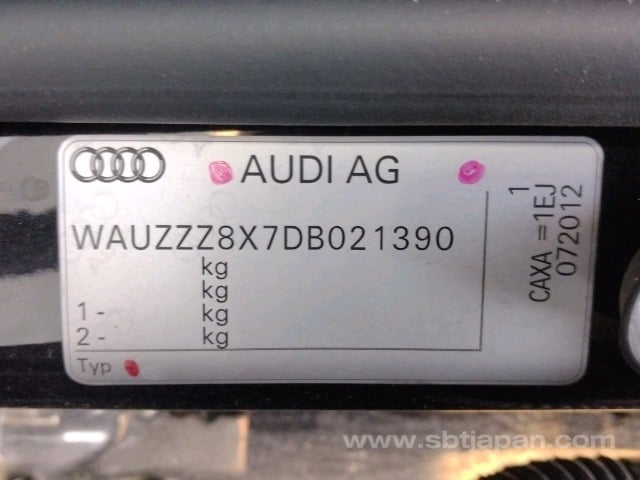 AUDI AG
WAUZZZ8X7DB021390
kg
kg
1 - kg
2 - kg
Typ
1
CAXA =1EJ
072012
www.sbtjapan.com